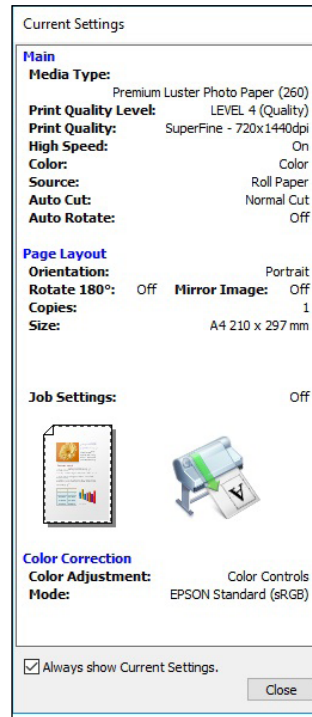 Current Settings
Main
Media Type:
Premium Luster Photo Paper (260)
Print Quality Level: LEVEL 4 (Quality)
Print Quality: SuperFine - 720x1440dpi
High Speed: On
Color: Color
Source: Roll Paper
Auto Cut: Normal Cut
Auto Rotate: Off
Page Layout
Orientation: Portrait
Rotate 180°: Off Mirror Image: Off
Copies: 1
Size: A4 210 x 297 mm
Job Settings: Off
A
Color Correction
Color Adjustment: Color Controls
Mode: EPSON Standard (sRGB)
Always show Current Settings.
Close